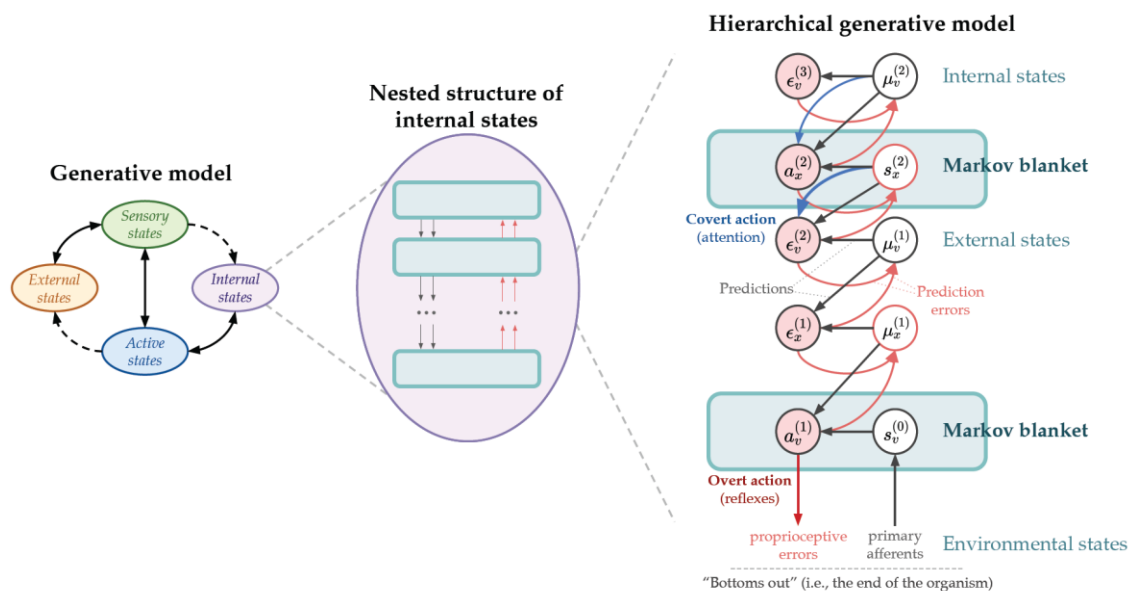 Generative model
Sensory
states
External
states
Internal
states
Active
states
Nested structure of
internal states
...
...
Hierarchical generative model
ϵ_v^(3)
μ_v^(2)
Internal states
a_x^(2)
s_x^(2)
Markov blanket
Covert action
(attention)
ϵ_v^(2)
μ_v^(1)
External states
Predictions
Prediction
errors
ϵ_x^(1)
μ_x^(1)
a_v^(1)
s_v^(0)
Markov blanket
Overt action
(reflexes)
proprioceptive
errors
primary
afferents
Environmental states
“Bottoms out” (i.e., the end of the organism)